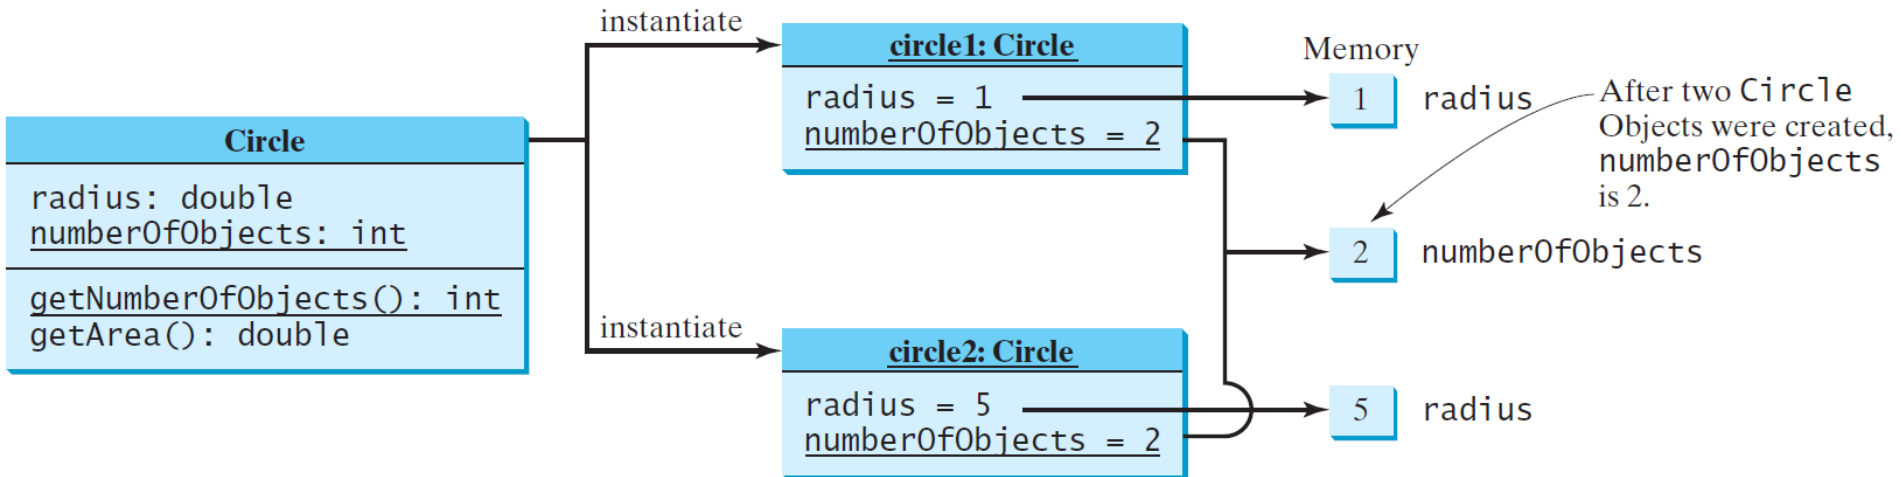 Circle
radius: double
numberOfObjects: int
getNumberOfObjects(): int
getArea(): double
instantiate
circle1: Circle
radius = 1
numberOfObjects = 2
instantiate
circle2: Circle
radius = 5
numberOfObjects = 2
Memory
1 radius
2 numberOfObjects
5 radius
After two Circle
Objects were created,
numberOfObjects
is 2.